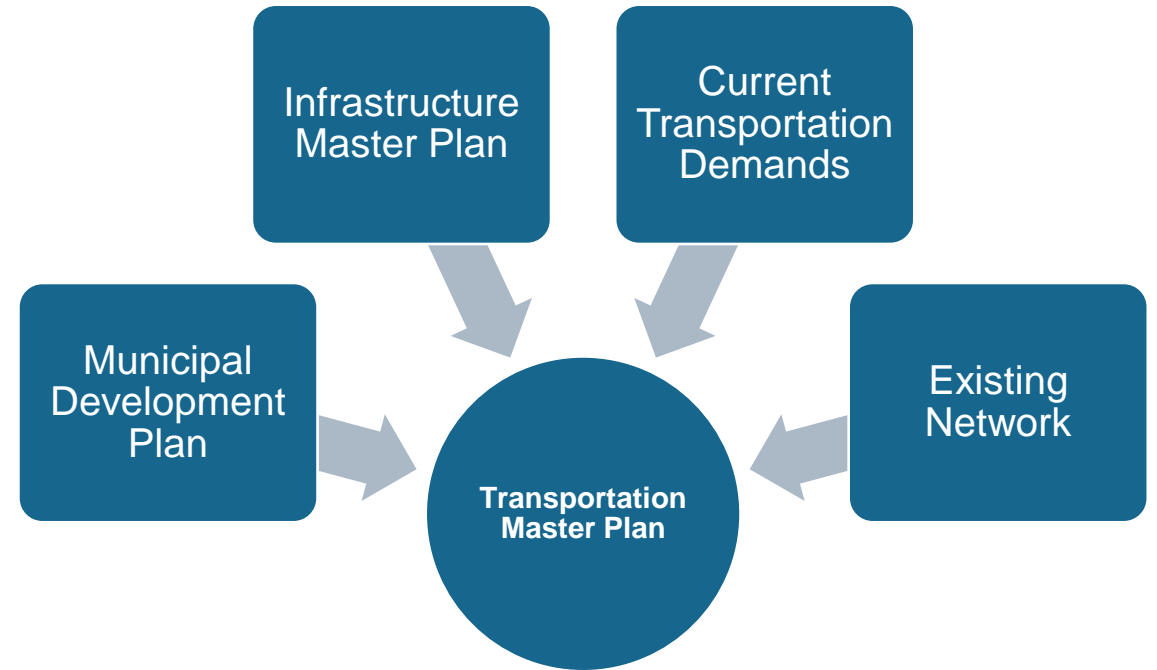 Infrastructure
Master Plan
Current
Transportation
Demands
Municipal
Development
Plan
Existing
Network
Transportation
Master Plan